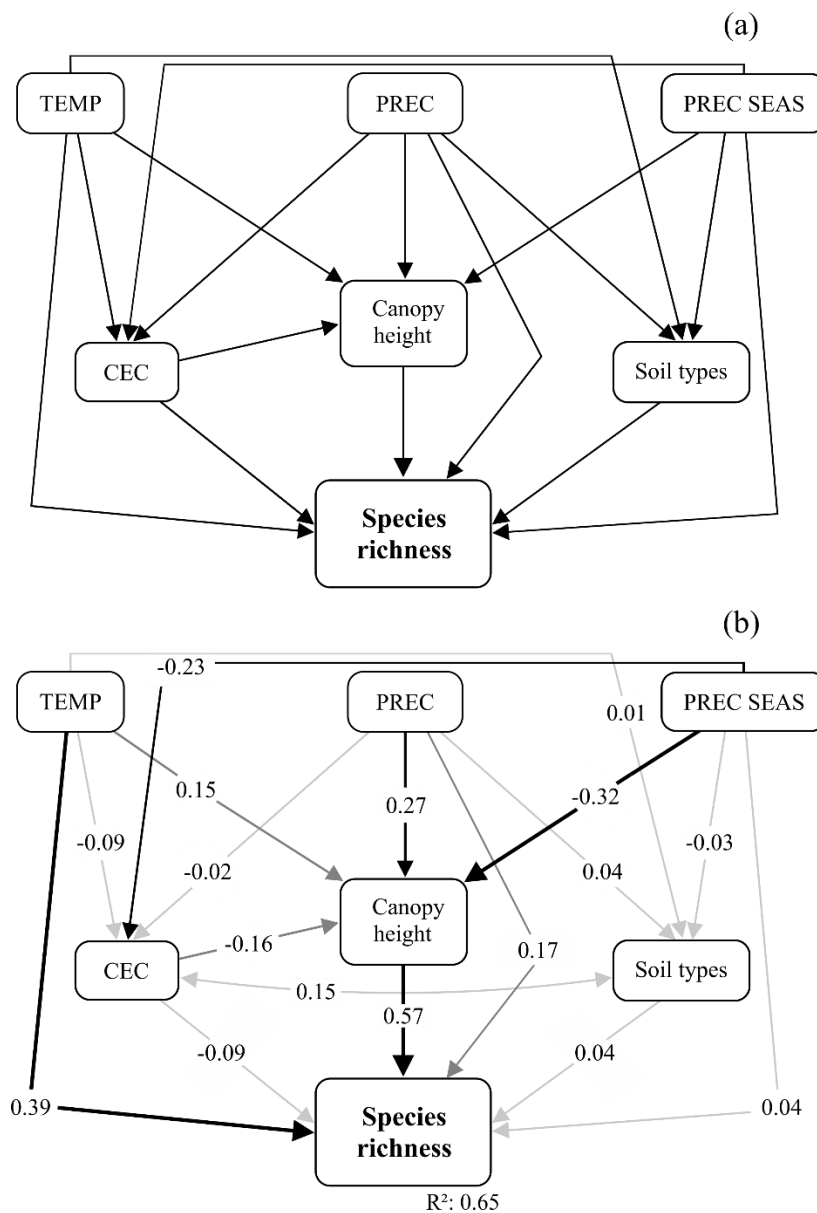 (a)
TEMP
PREC
PREC SEAS
Canopy
height
CEC
Soil types
Species
richness
(b)
-0.23
TEMP
PREC
PREC SEAS
0.01
0.15
0.27
-0.32
-0.09
-0.02
0.04
-0.03
Canopy
height
-0.16
0.17
CEC
Soil types
0.15
0.57
-0.09
0.04
0.39
0.04
Species
richness
R²: 0.65